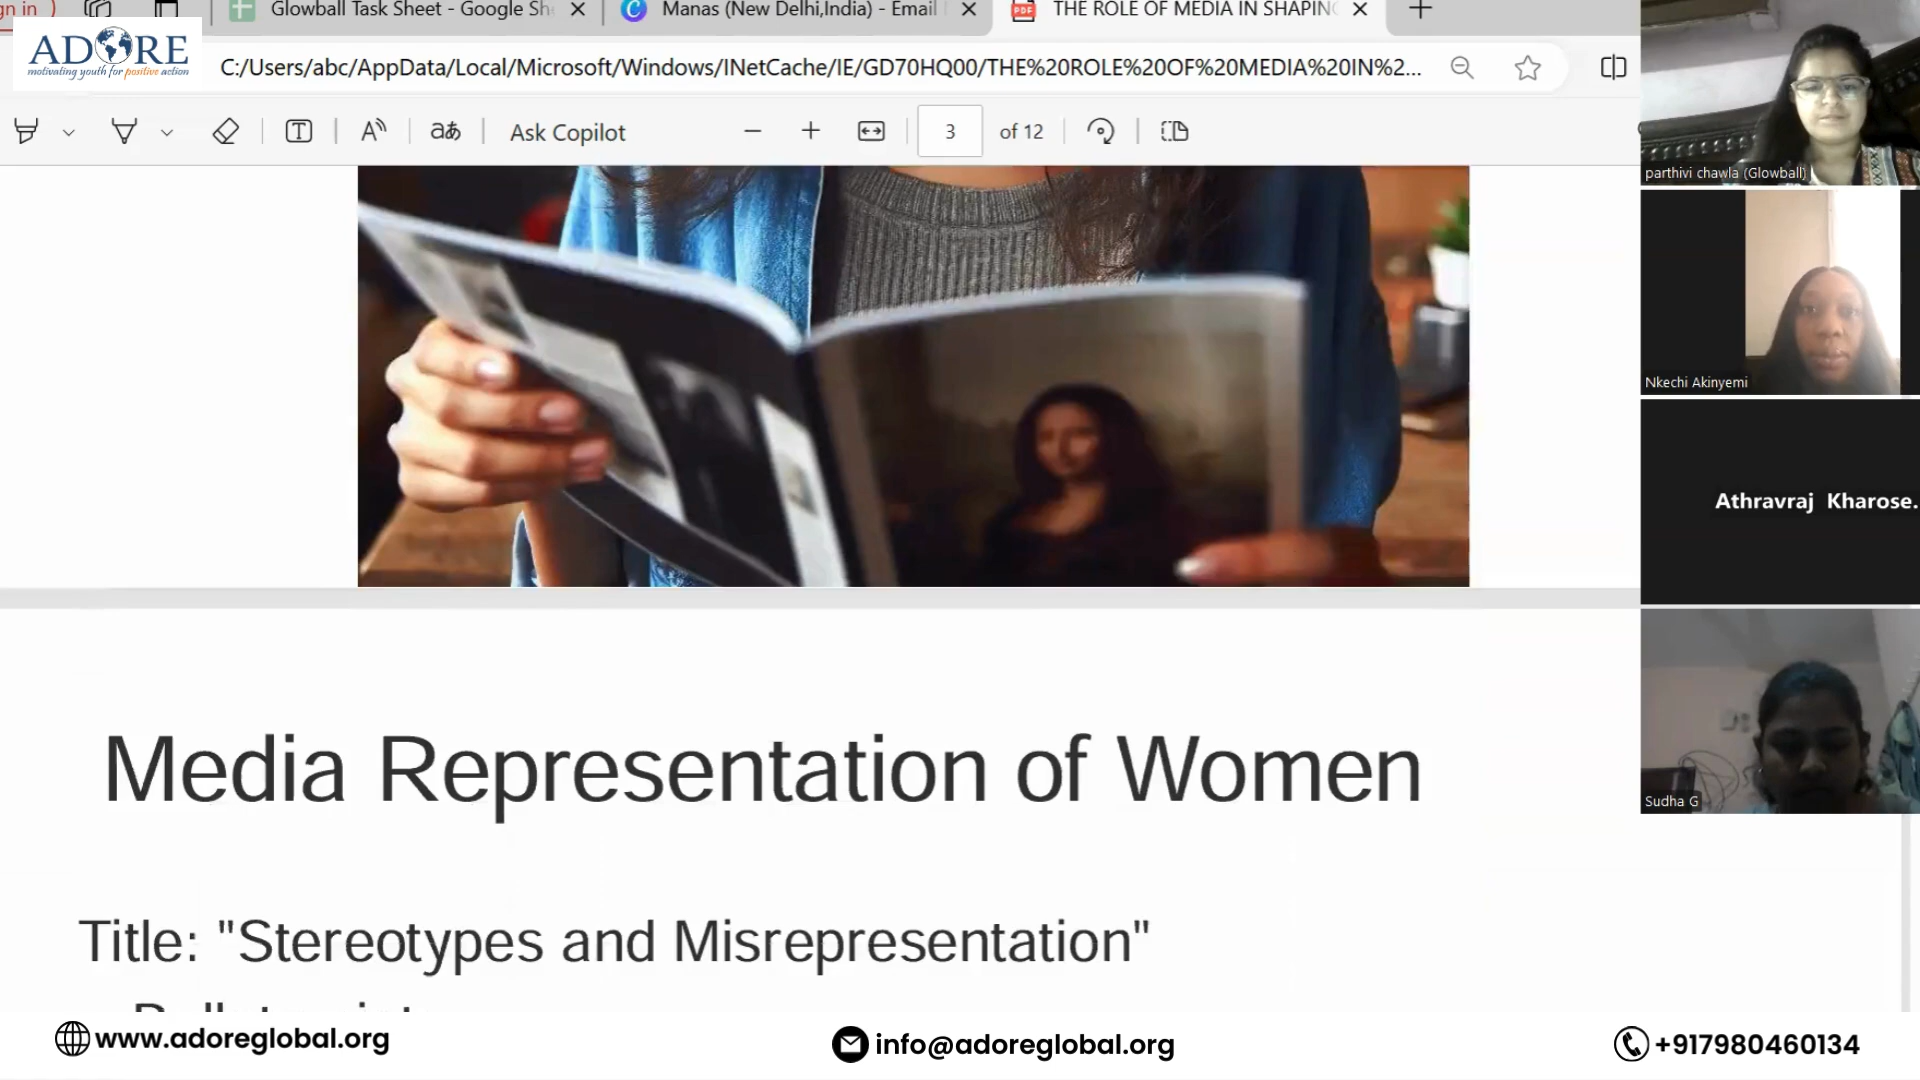 gn in )
Glowball Task Sheet - Google Sh
Manas (New Delhi,India) - Email
THE ROLE OF MEDIA IN SHAPING
ADORE
motivating youth for positive action
C:/Users/abc/AppData/Local/Microsoft/Windows/INetCache/IE/GD70HQ00/THE%20ROLE%20OF%20MEDIA%20IN%2...
Ask Copilot
3 of 12
parthivi chawla (Glowball)
Nkechi Akinyemi
Athravraj Kharose.
Sudha G
Media Representation of Women
Title: "Stereotypes and Misrepresentation"
www.adoreglobal.org
info@adoreglobal.org
+917980460134